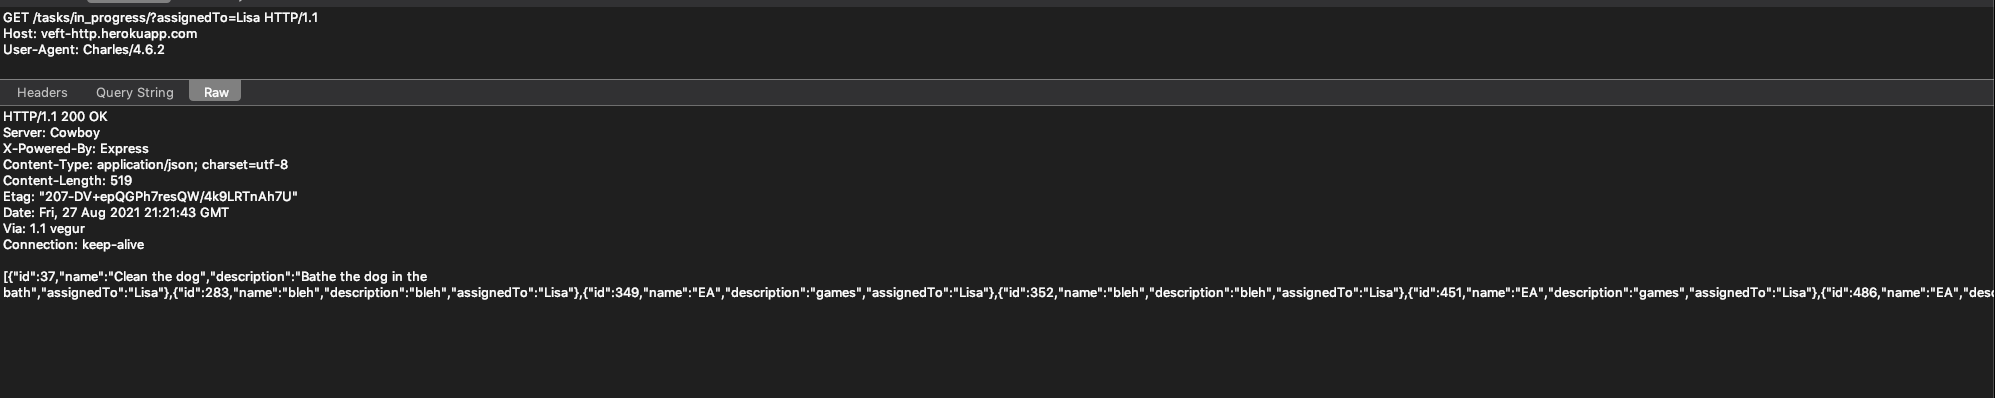 GET /tasks/in_progress/?assignedTo=Lisa HTTP/1.1
Host: veft-http.herokuapp.com
User-Agent: Charles/4.6.2
Headers Query String Raw
HTTP/1.1 200 OK
Server: Cowboy
X-Powered-By: Express
Content-Type: application/json; charset=utf-8
Content-Length: 519
Etag: "207-DV+epQGPh7resQW/4k9LRTnAh7U"
Date: Fri, 27 Aug 2021 21:21:43 GMT
Via: 1.1 vegur
Connection: keep-alive
[{"id":37,"name":"Clean the dog","description":"Bathe the dog in the
bath","assignedTo":"Lisa"},{"id":283,"name":"bleh","description":"bleh","assignedTo":"Lisa"},{"id":349,"name":"EA","description":"games","assignedTo":"Lisa"},{"id":352,"name":"bleh","description":"bleh","assignedTo":"Lisa"},{"id":451,"name":"EA","description":"games","assignedTo":"Lisa"},{"id":486,"name":"EA","desc